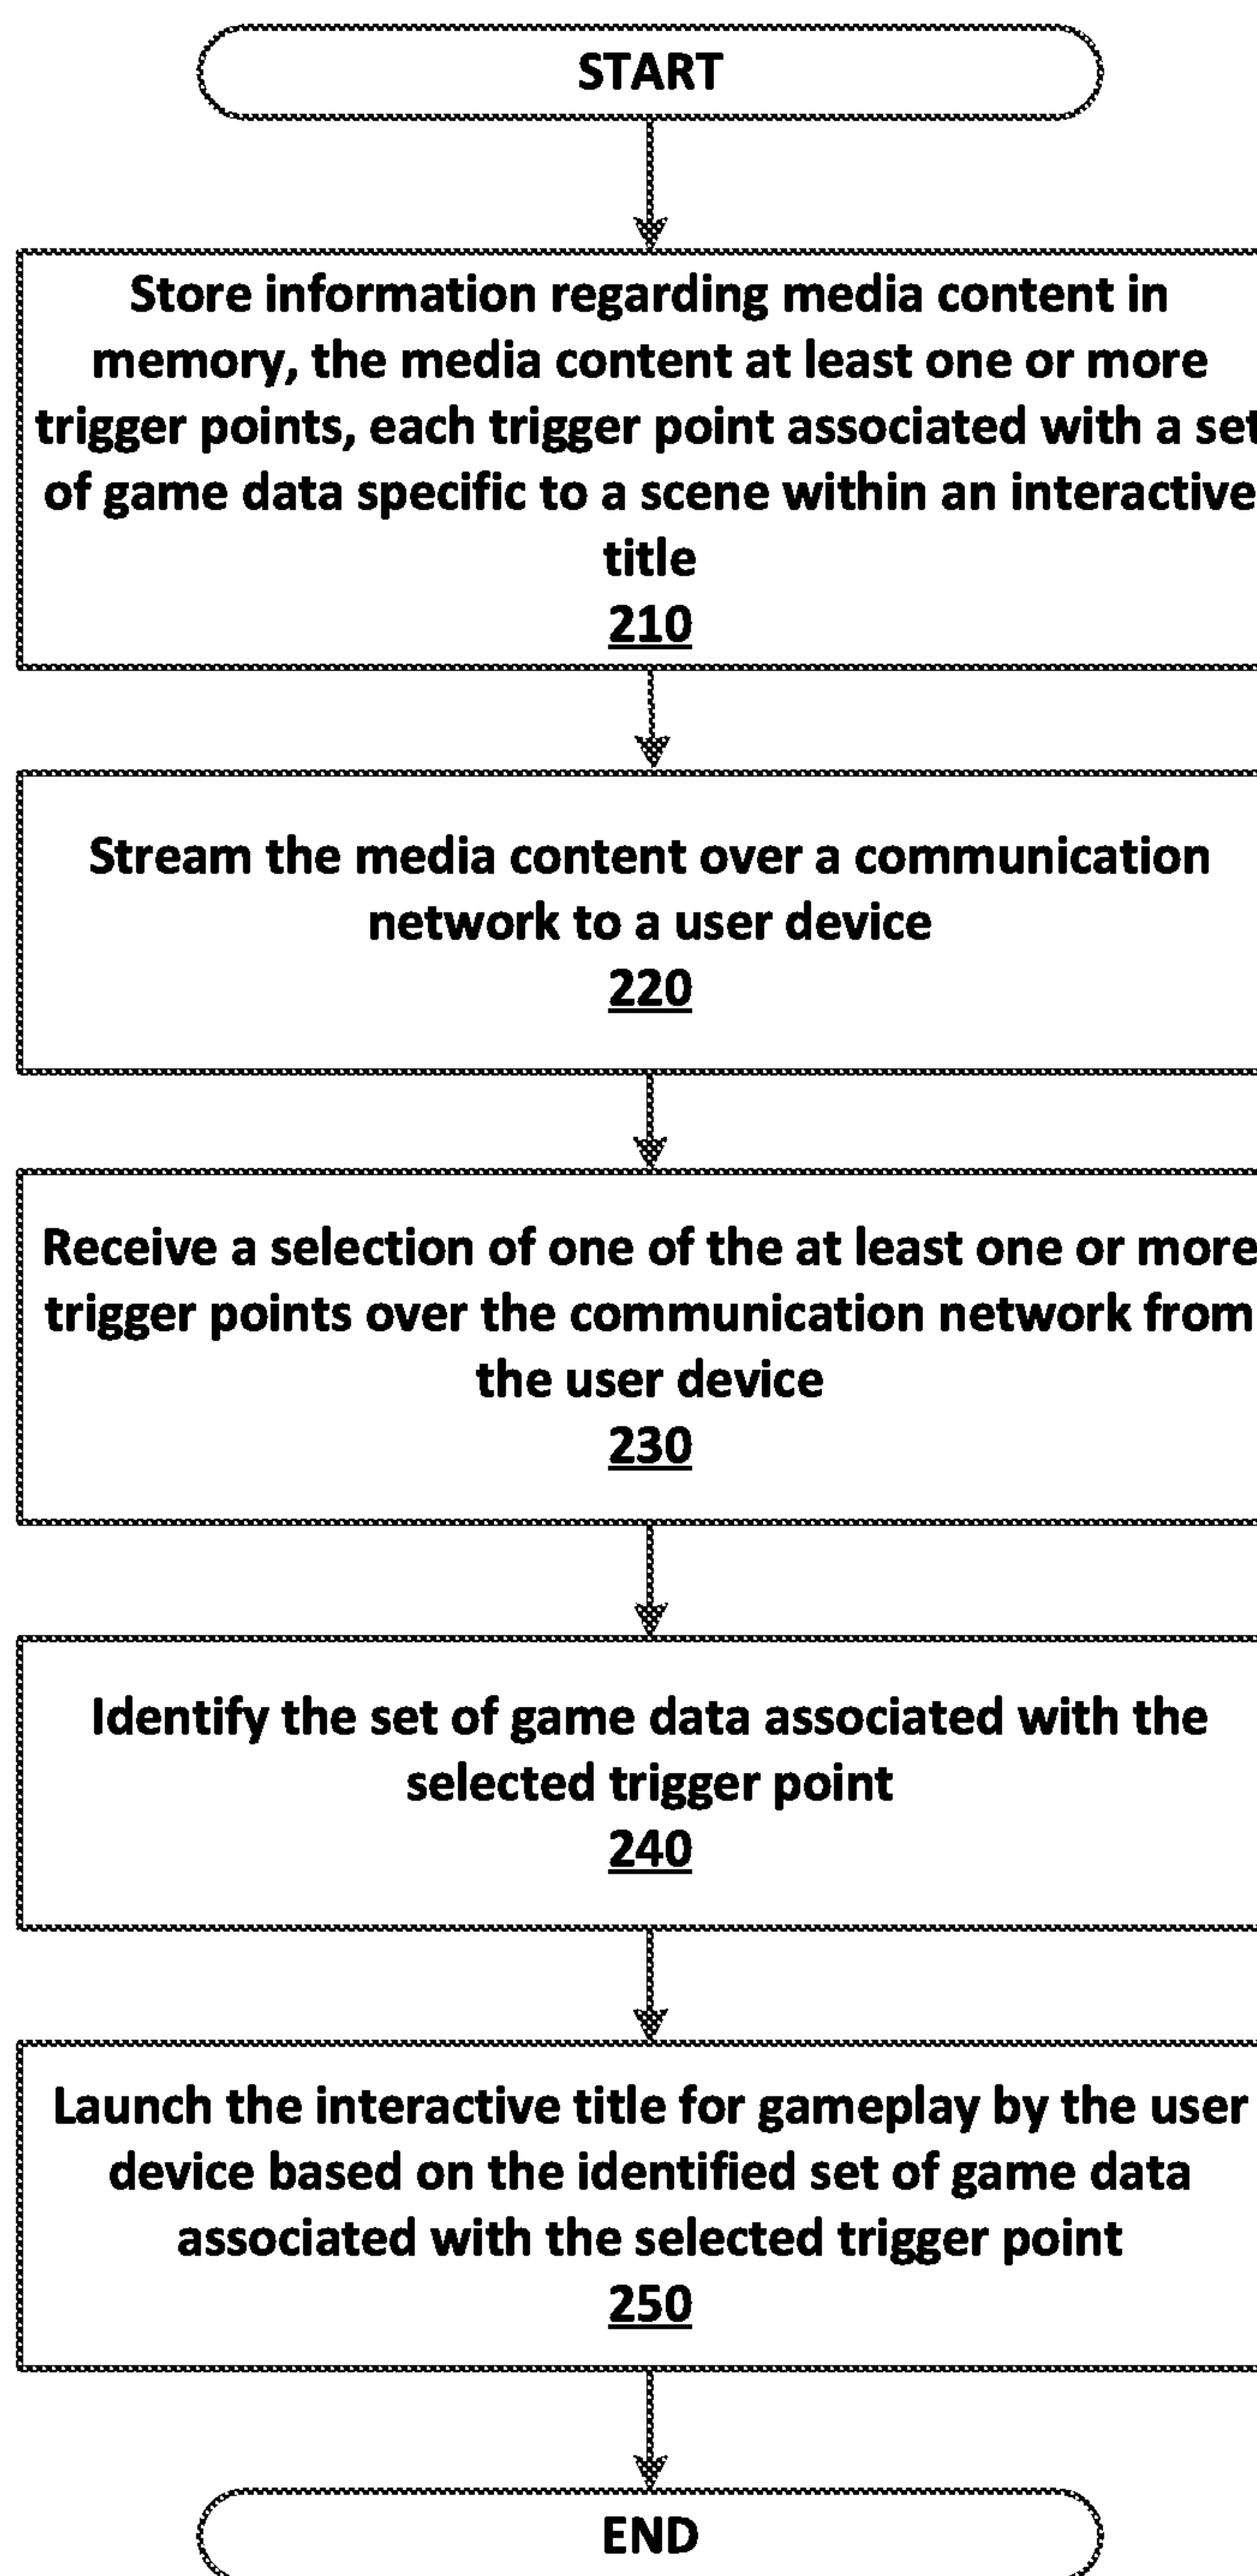 START
Store information regarding media content in
memory, the media content at least one or more
trigger points, each trigger point associated with a set
of game data specific to a scene within an interactive
title
210
Stream the media content over a communication
network to a user device
220
Receive a selection of one of the at least one or more
trigger points over the communication network from
the user device
230
Identify the set of game data associated with the
selected trigger point
240
Launch the interactive title for gameplay by the user
device based on the identified set of game data
associated with the selected trigger point
250
END